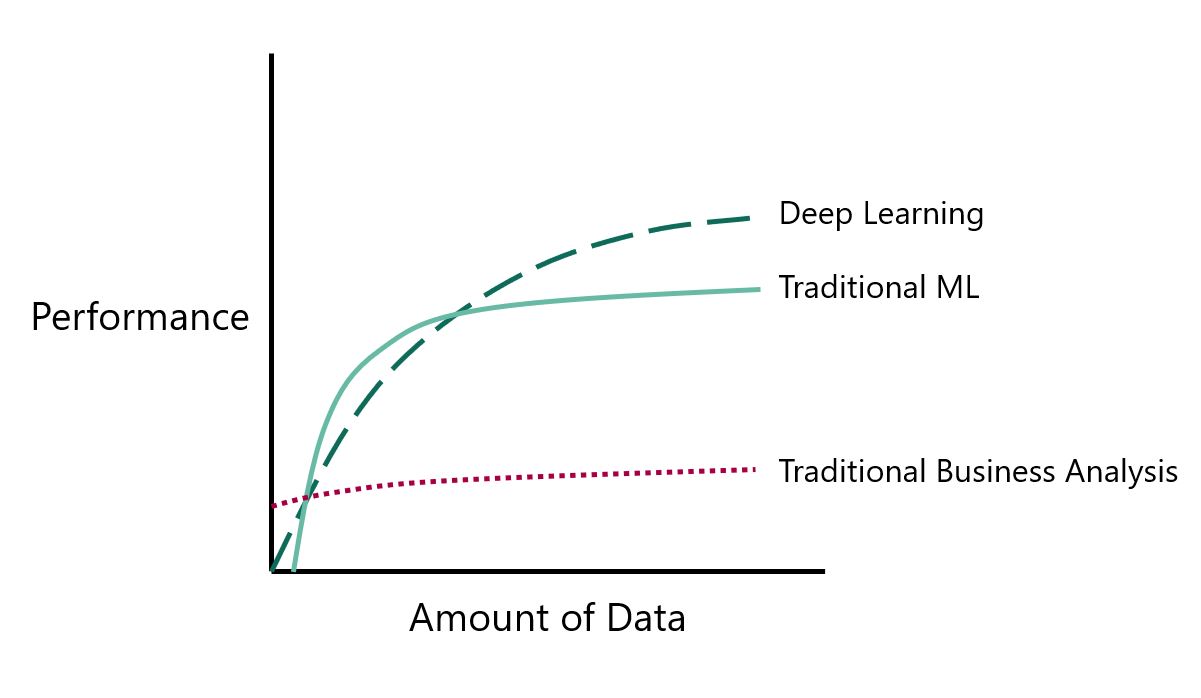 Deep Learning
Traditional ML
Performance
Traditional Business Analysis
Amount of Data